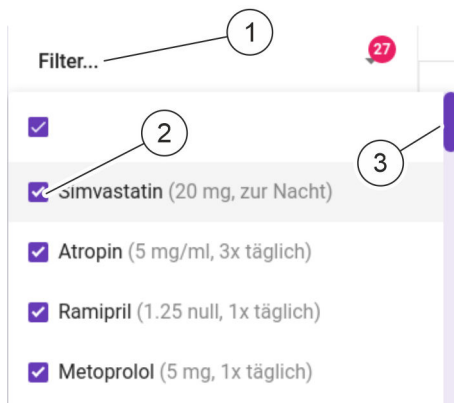 1
Filter...
27
2
3
Simvastatin (20 mg, zur Nacht)
Atropin (5 mg/ml, 3x täglich)
Ramipril (1.25 null, 1x täglich)
Metoprolol (5 mg, 1x täglich)